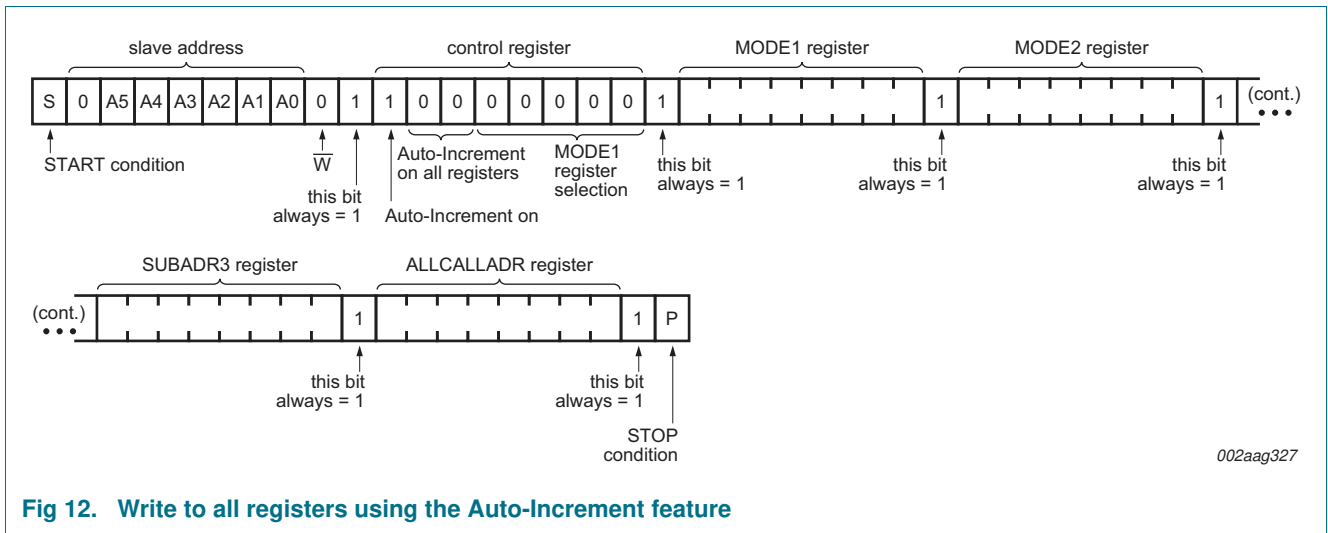 slave address control register MODE1 register MODE2 register
S 0 A5 A4 A3 A2 A1 A0 0 1 1 0 0 0 0 0 0 0 1 1 1 (cont.)
START condition
W
this bit
always = 1
Auto-Increment on
Auto-Increment
on all registers
MODE1
register
selection
this bit
always = 1
this bit
always = 1
this bit
always = 1
SUBADR3 register ALLCALLADR register
(cont.) 1 1 P
this bit
always = 1
this bit
always = 1
STOP
condition
002aag327
Fig 12. Write to all registers using the Auto-Increment feature